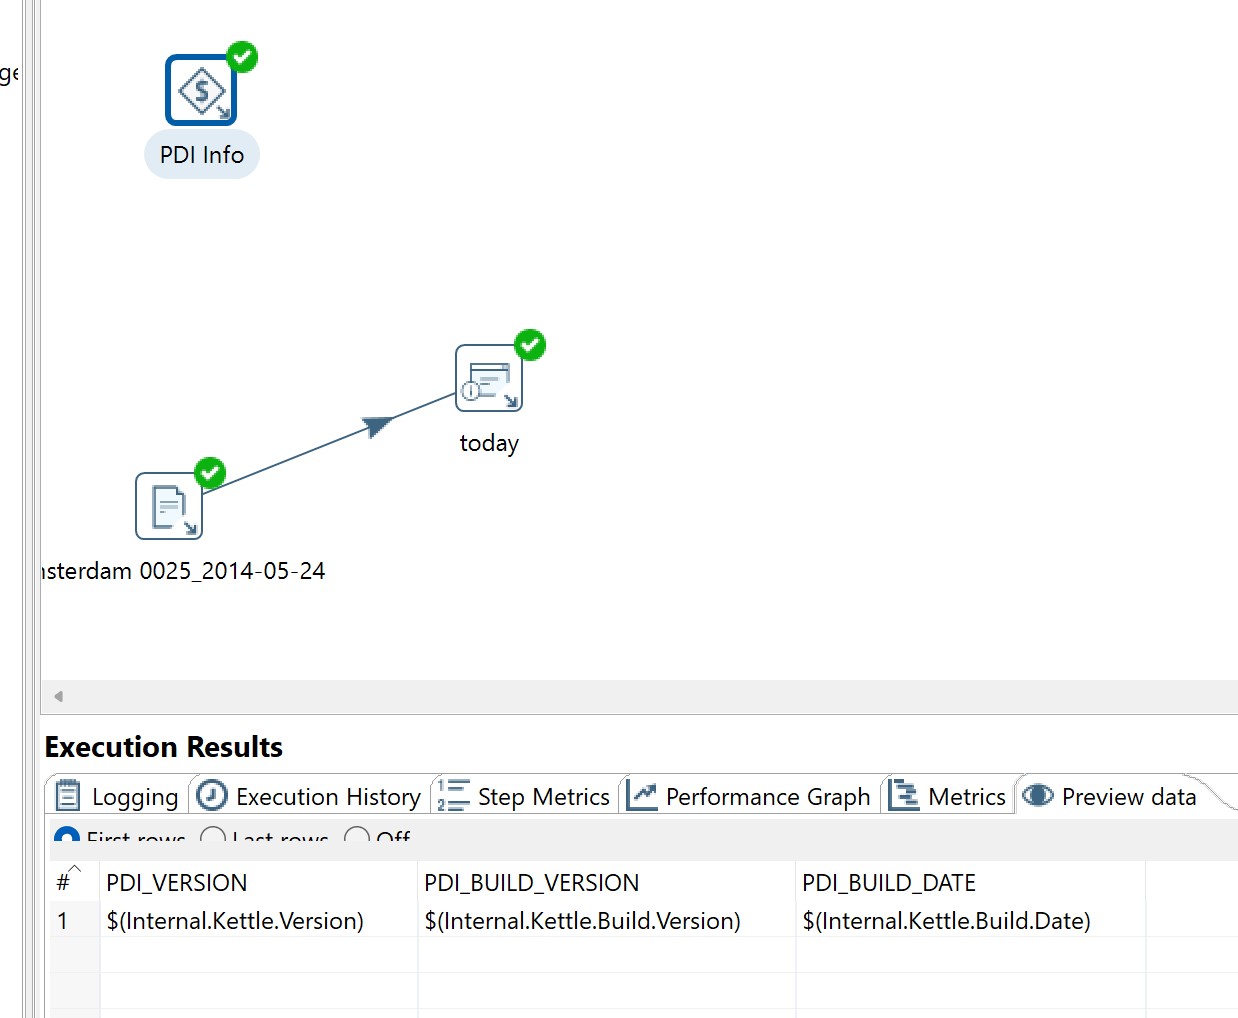 PDI Info
today
0025_2014-05-24
Execution Results
Logging Execution History Step Metrics Performance Graph Metrics Preview data
First rows Last rows Off
# PDI_VERSION PDI_BUILD_VERSION PDI_BUILD_DATE
1 $(Internal.Kettle.Version) $(Internal.Kettle.Build.Version) $(Internal.Kettle.Build.Date)